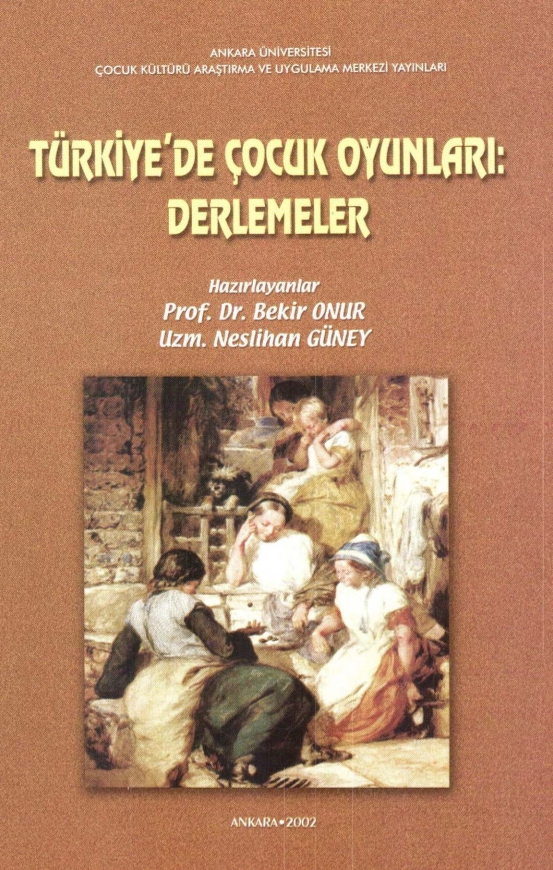 ANKARA ÜNİVERSİTESİ
ÇOCUK KÜLTÜRÜ ARAŞTIRMA VE UYGULAMA MERKEZİ YAYINLARI
TÜRKİYE'DE ÇOCUK OYUNLARI:
DERLEMELER
Hazırlayanlar
Prof. Dr. Bekir ONUR
Uzm. Neslihan GÜNEY
ANKARA•2002